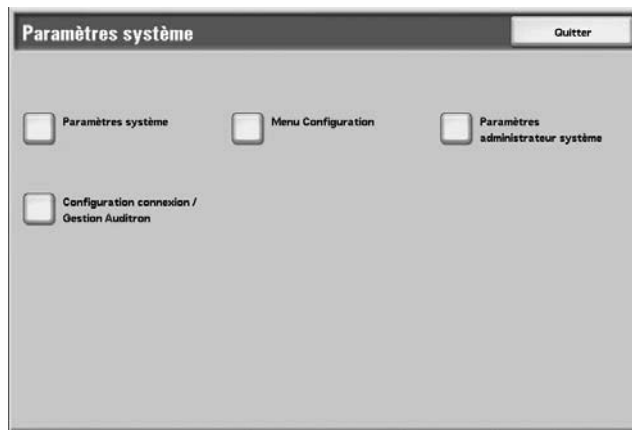 Paramètres système
Quitter
Paramètres système
Menu Configuration
Paramètres
administrateur système
Configuration connexion /
Gestion Auditron